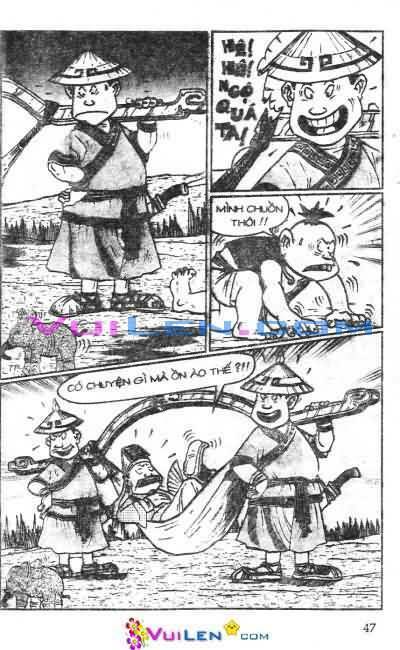 HÊ!
HÊ!
NGỘ
QUÁ
TA!
MÌNH CHUỒN
THÔI!!
VUILEN.COM
CÓ CHUYỆN GÌ MÀ ỒN ÀO THẾ?!!
47
VUILEN.COM